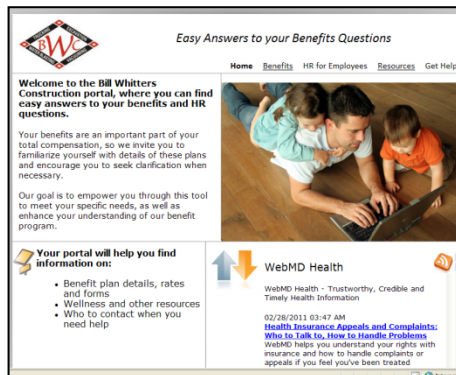 BWC
Easy Answers to your Benefits Questions
Home Benefits HR for Employees Resources Get Help
Welcome to the Bill Whitters
Construction portal, where you can find
easy answers to your benefits and HR
questions.
Your benefits are an important part of your
total compensation, so we invite you to
familiarize yourself with details of these plans
and encourage you to seek clarification when
necessary.
Our goal is to empower you through this tool
to meet your specific needs, as well as
enhance your understanding of our benefit
program.
Your portal will help you find
information on:
• Benefit plan details, rates
and forms
• Wellness and other resources
• Who to contact when you
need help
WebMD Health
WebMD Health - Trustworthy, Credible and
Timely Health Information
02/28/2011 03:47 AM
Health Insurance Appeals and Complaints:
Who to Talk to, How to Handle Problems
WebMD helps you understand your rights with
insurance and how to handle complaints or
appeals if you feel you've been treated